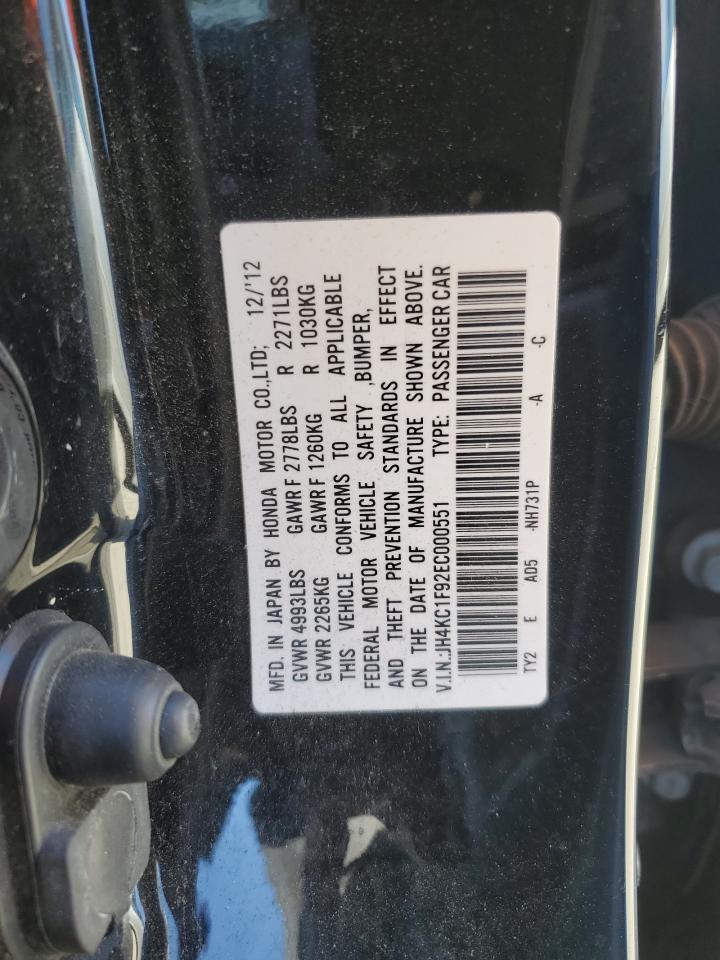 MFD. IN JAPAN BY HONDA MOTOR CO.,LTD; 12/'12
GVWR 4993LBS GAWR F 2778LBS R 2271LBS
GVWR 2265KG GAWR F 1260KG R 1030KG
THIS VEHICLE CONFORMS TO ALL APPLICABLE
FEDERAL MOTOR VEHICLE SAFETY ,BUMPER,
AND THEFT PREVENTION STANDARDS IN EFFECT
ON THE DATE OF MANUFACTURE SHOWN ABOVE.
V.I.N.:JH4KC1F92EC000551 TYPE: PASSENGER CAR
TY2 E AD5 -NH731P -A -C